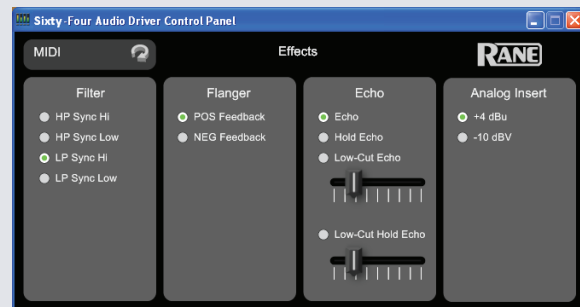 Sixty-Four Audio Driver Control Panel
MIDI
Effects
RANE
Filter
HP Sync Hi
HP Sync Low
LP Sync Hi
LP Sync Low
Flanger
POS Feedback
NEG Feedback
Echo
Echo
Hold Echo
Low-Cut Echo
Low-Cut Hold Echo
Analog Insert
+4 dBu
-10 dBV